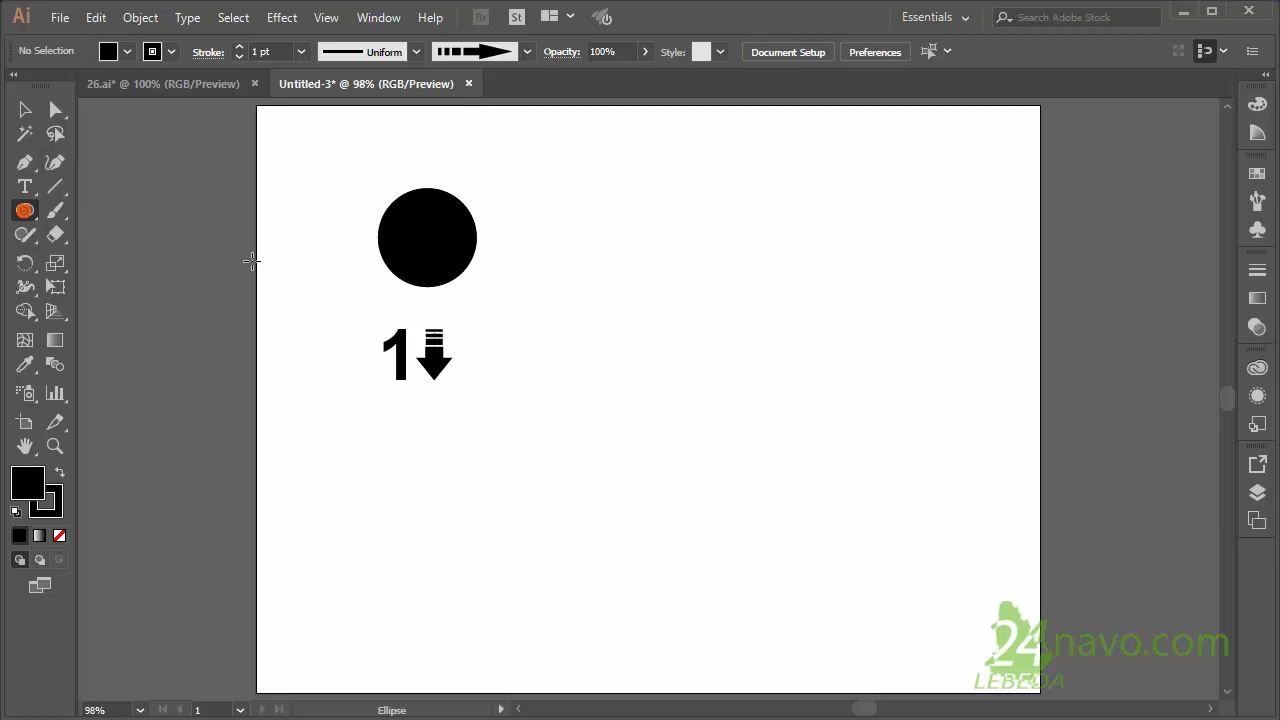 Ai File Edit Object Type Select Effect View Window Help Br St Essentials Search Adobe Stock
No Selection Stroke: 1 pt Uniform Opacity: 100% Style: Document Setup Preferences
26.ai* @ 100% (RGB/Preview) Untitled-3* @ 98% (RGB/Preview)
T
1
24navo.com
LEBEDA
98% 1 Ellipse